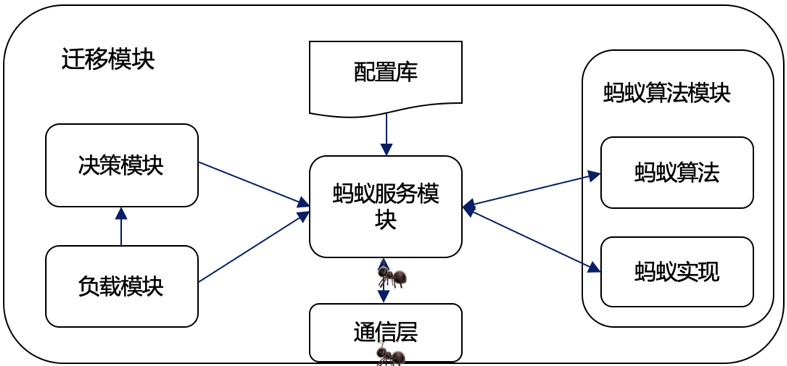 迁移模块
配置库
蚂蚁算法模块
决策模块
蚂蚁服务模
块
蚂蚁算法
负载模块
蚂蚁实现
通信层